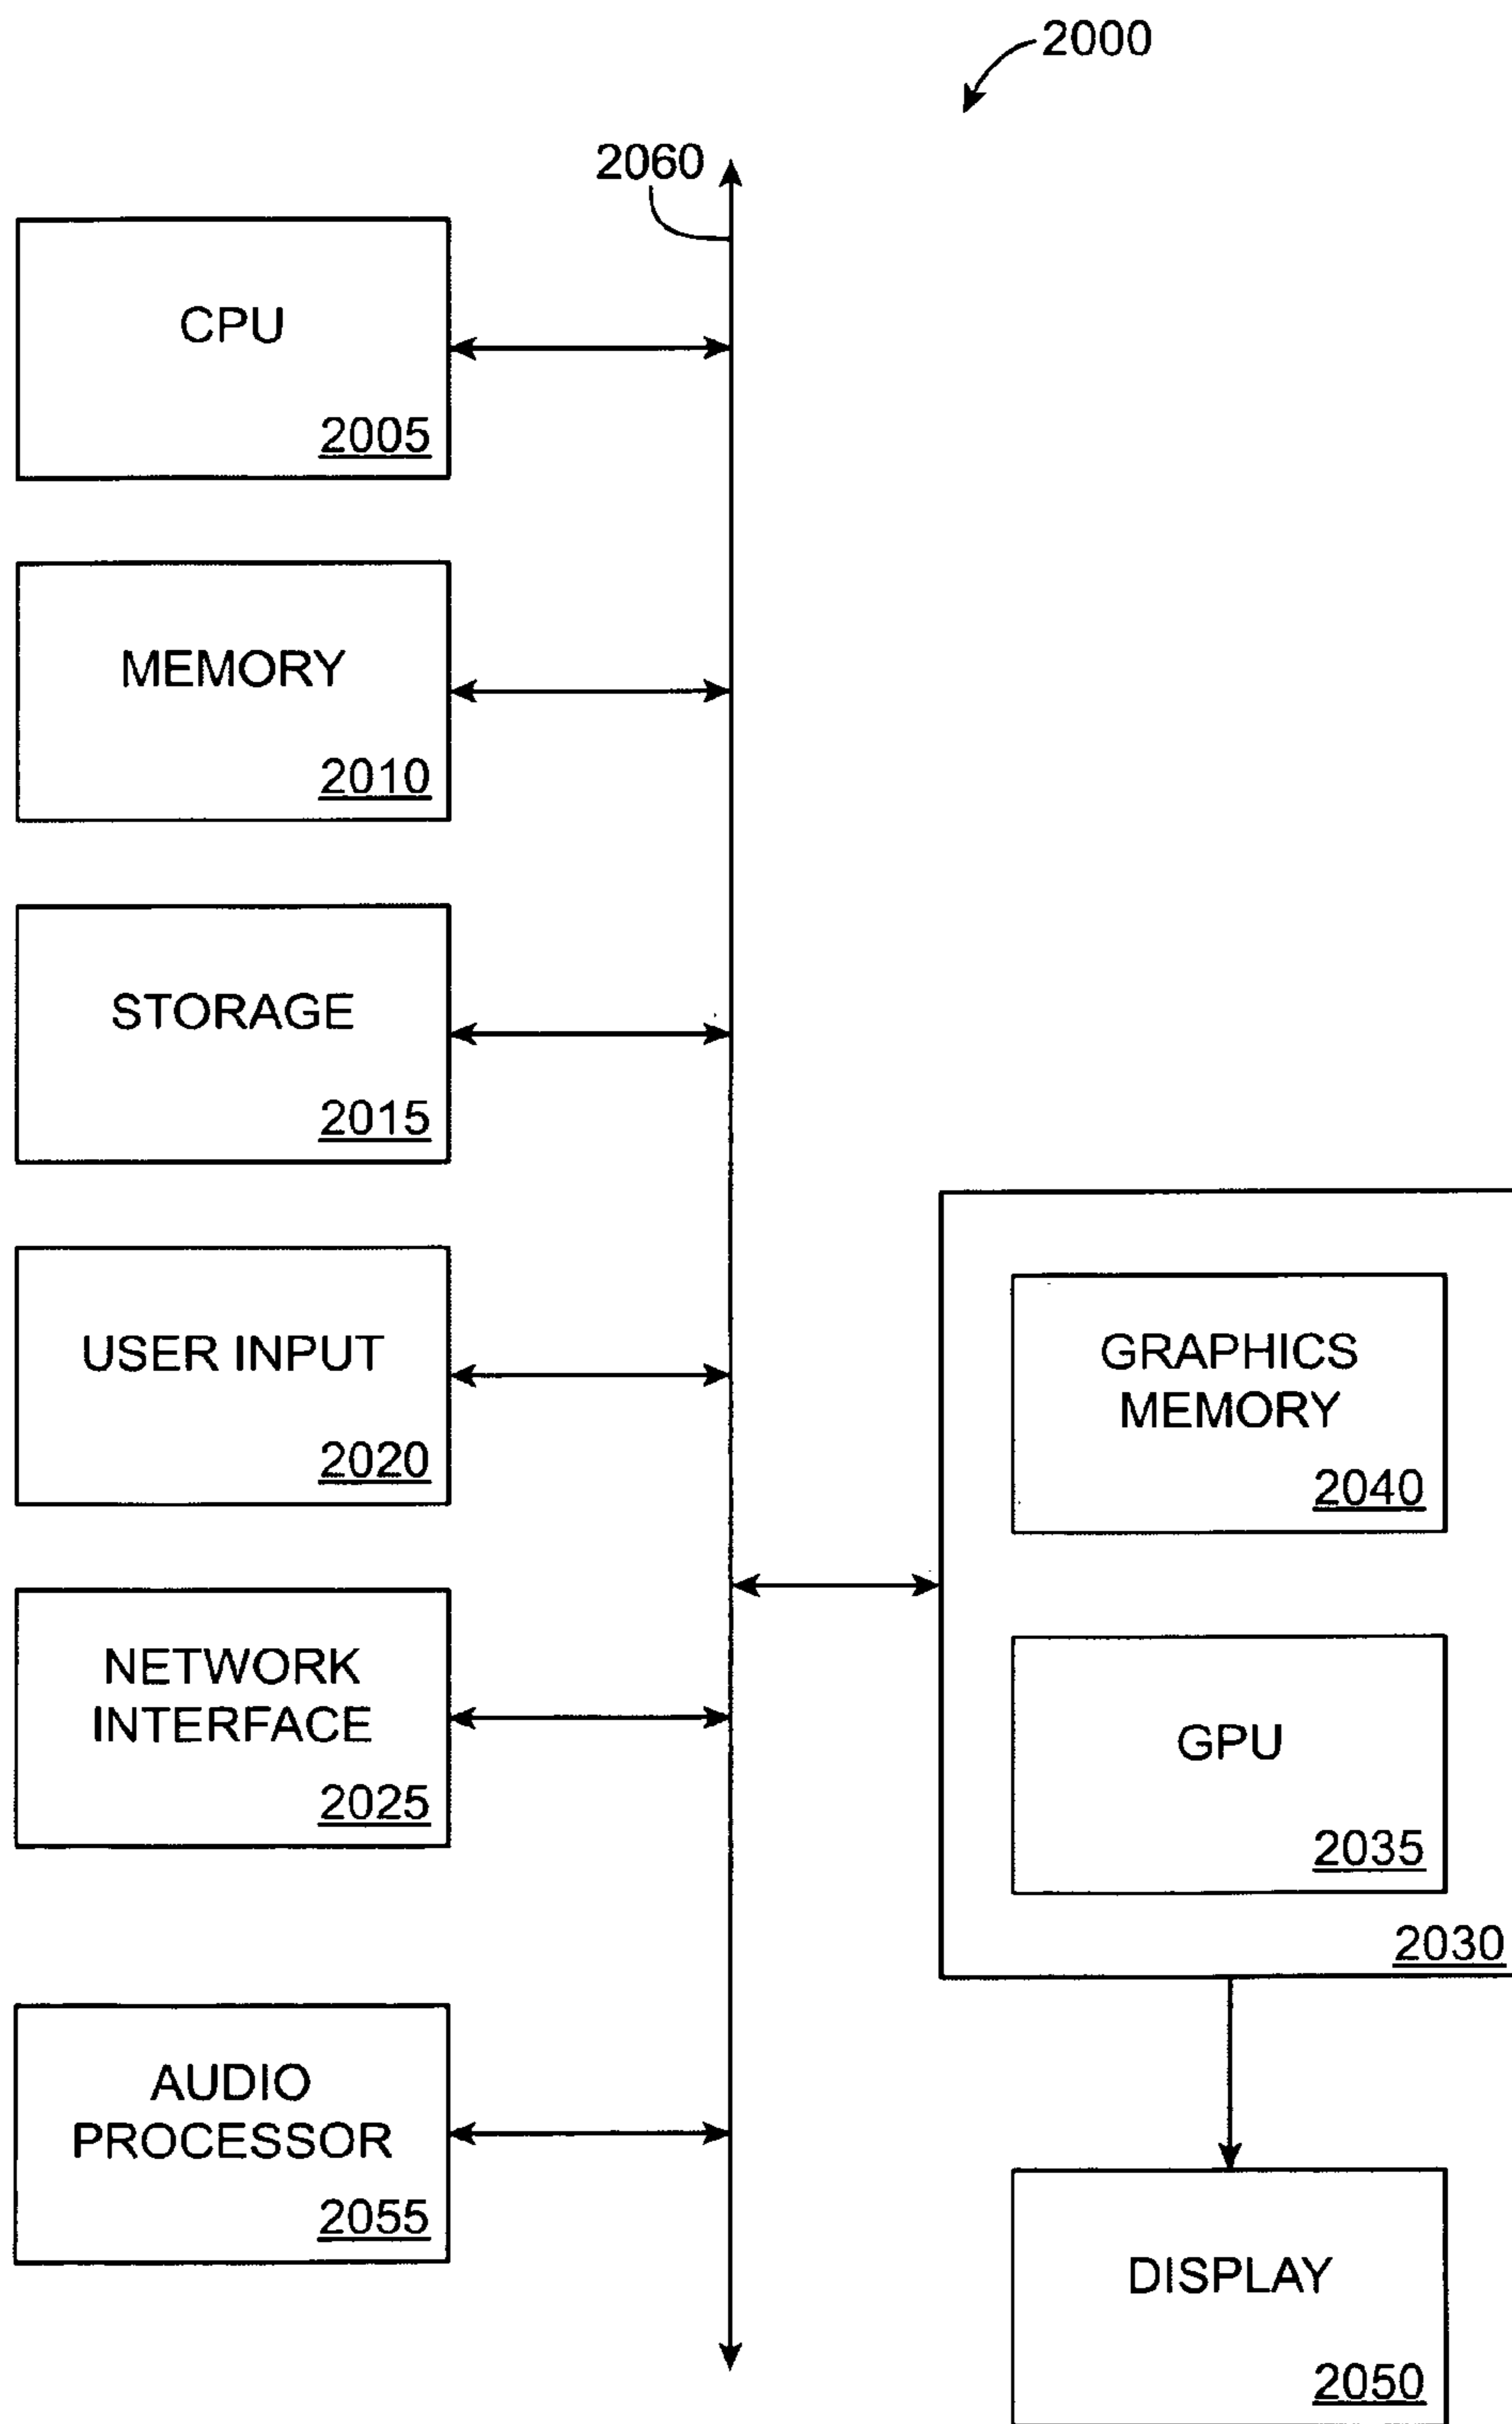 2000
2060
CPU
2005
MEMORY
2010
STORAGE
2015
USER INPUT
2020
NETWORK
INTERFACE
2025
AUDIO
PROCESSOR
2055
GRAPHICS
MEMORY
2040
GPU
2035
2030
DISPLAY
2050